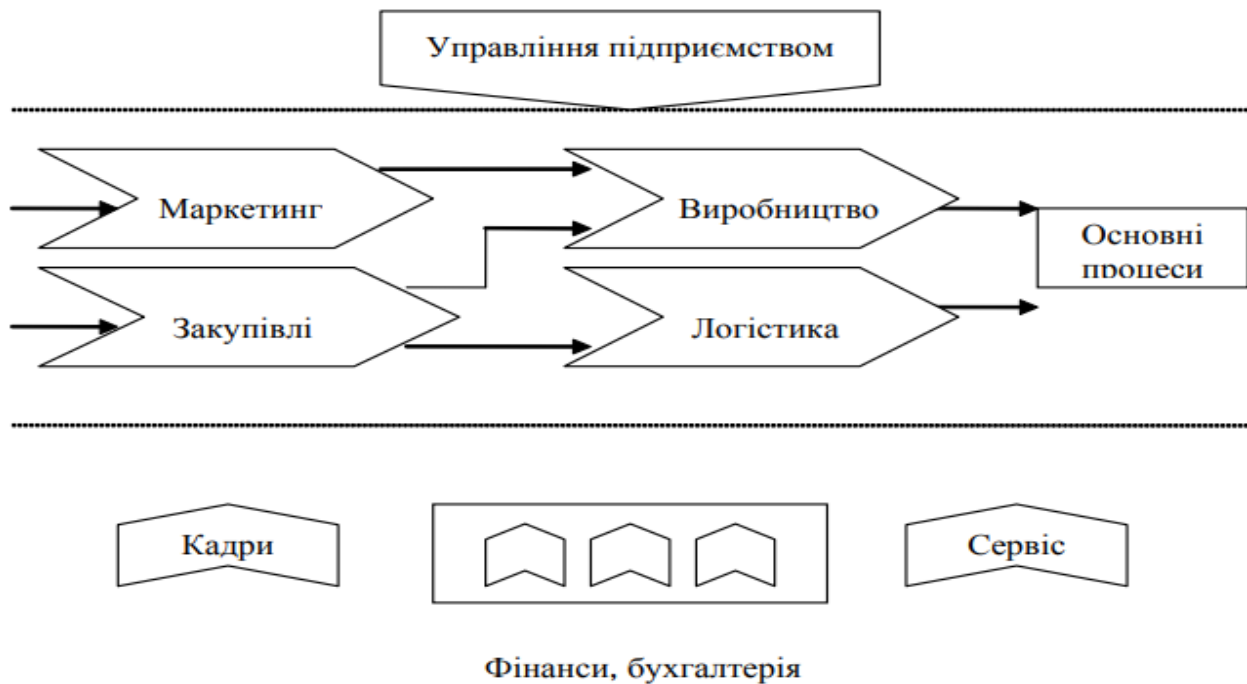 Управління підприємством
Маркетинг
Виробництво
Основні
процеси
Закупівлі
Логістика
Кадри
Сервіс
Фінанси, бухгалтерія